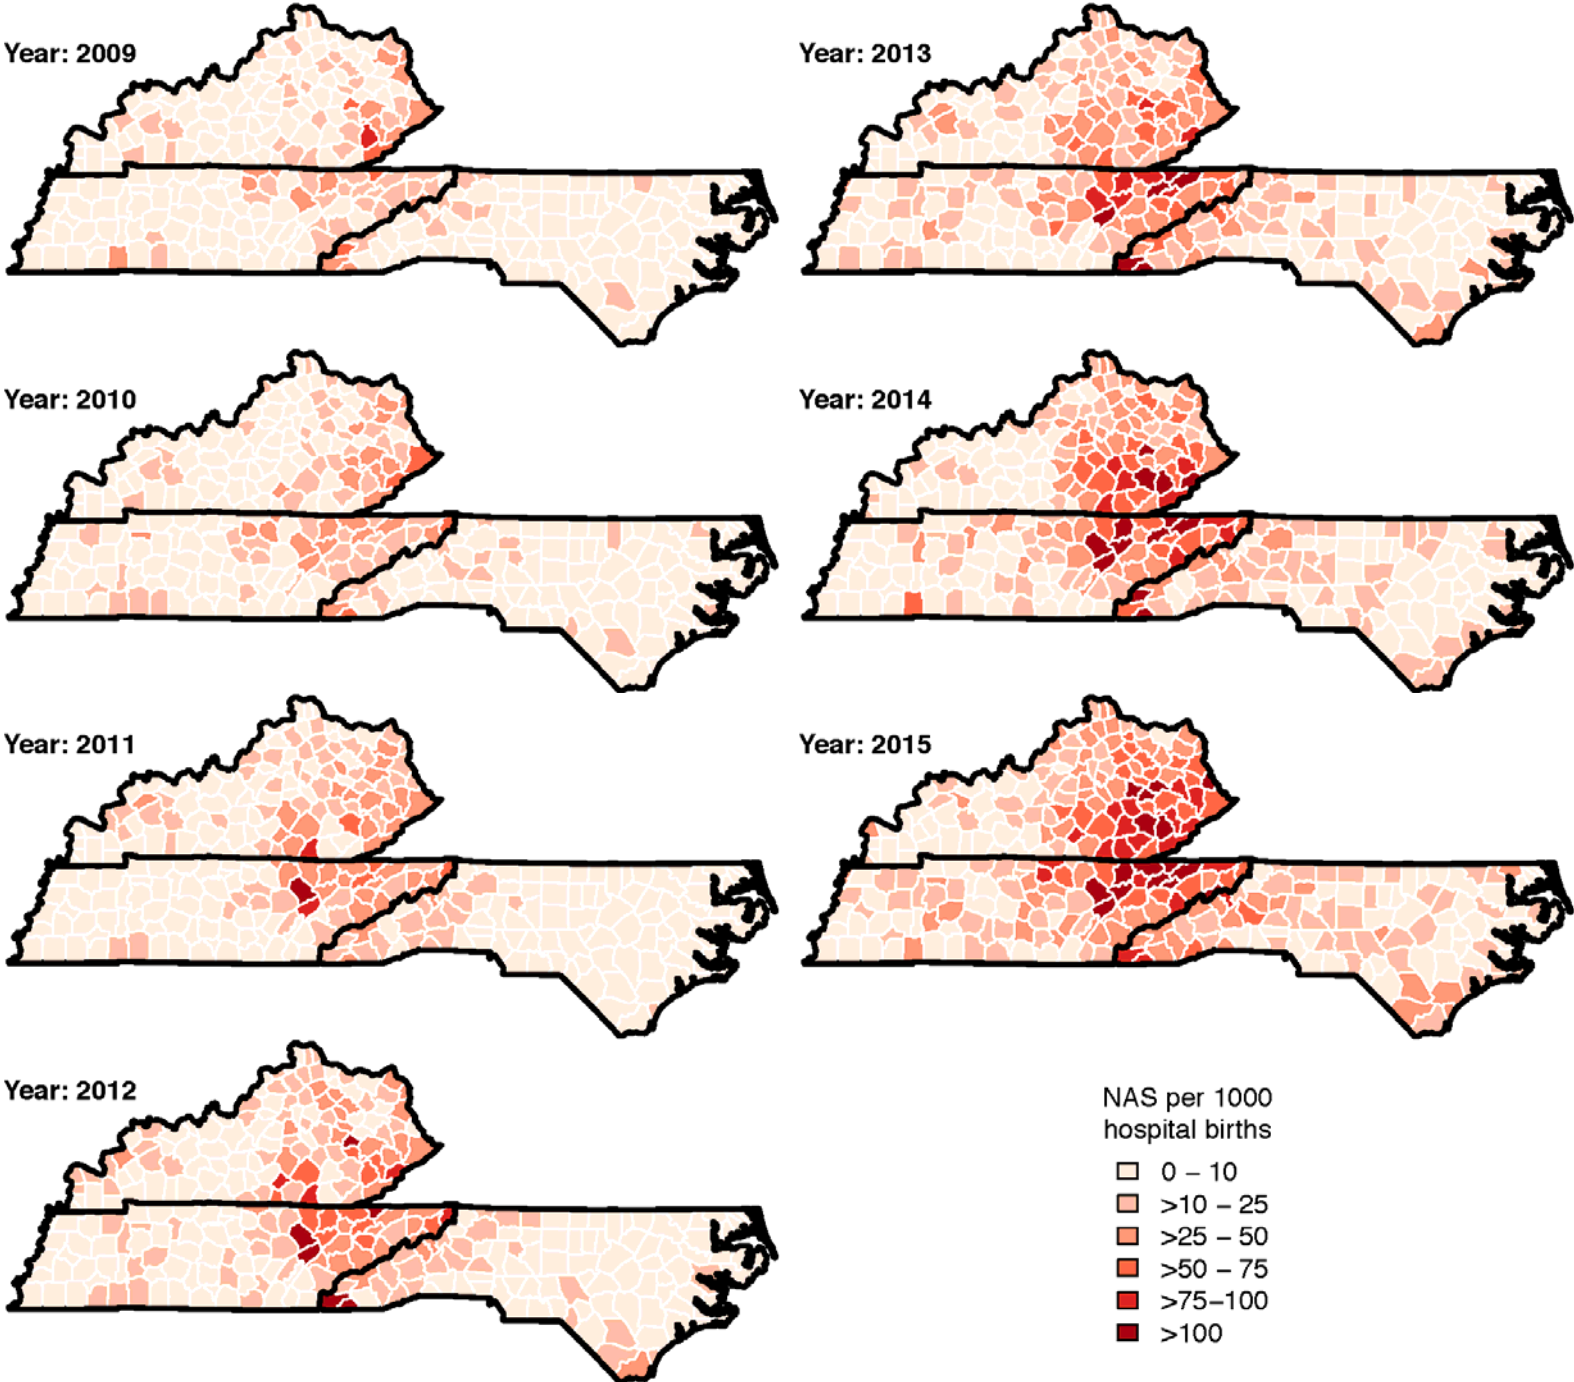 Year: 2009
Year: 2013
Year: 2010
Year: 2014
Year: 2011
Year: 2015
Year: 2012
NAS per 1000
hospital births
0 – 10
>10 – 25
>25 – 50
>50 – 75
>75–100
>100